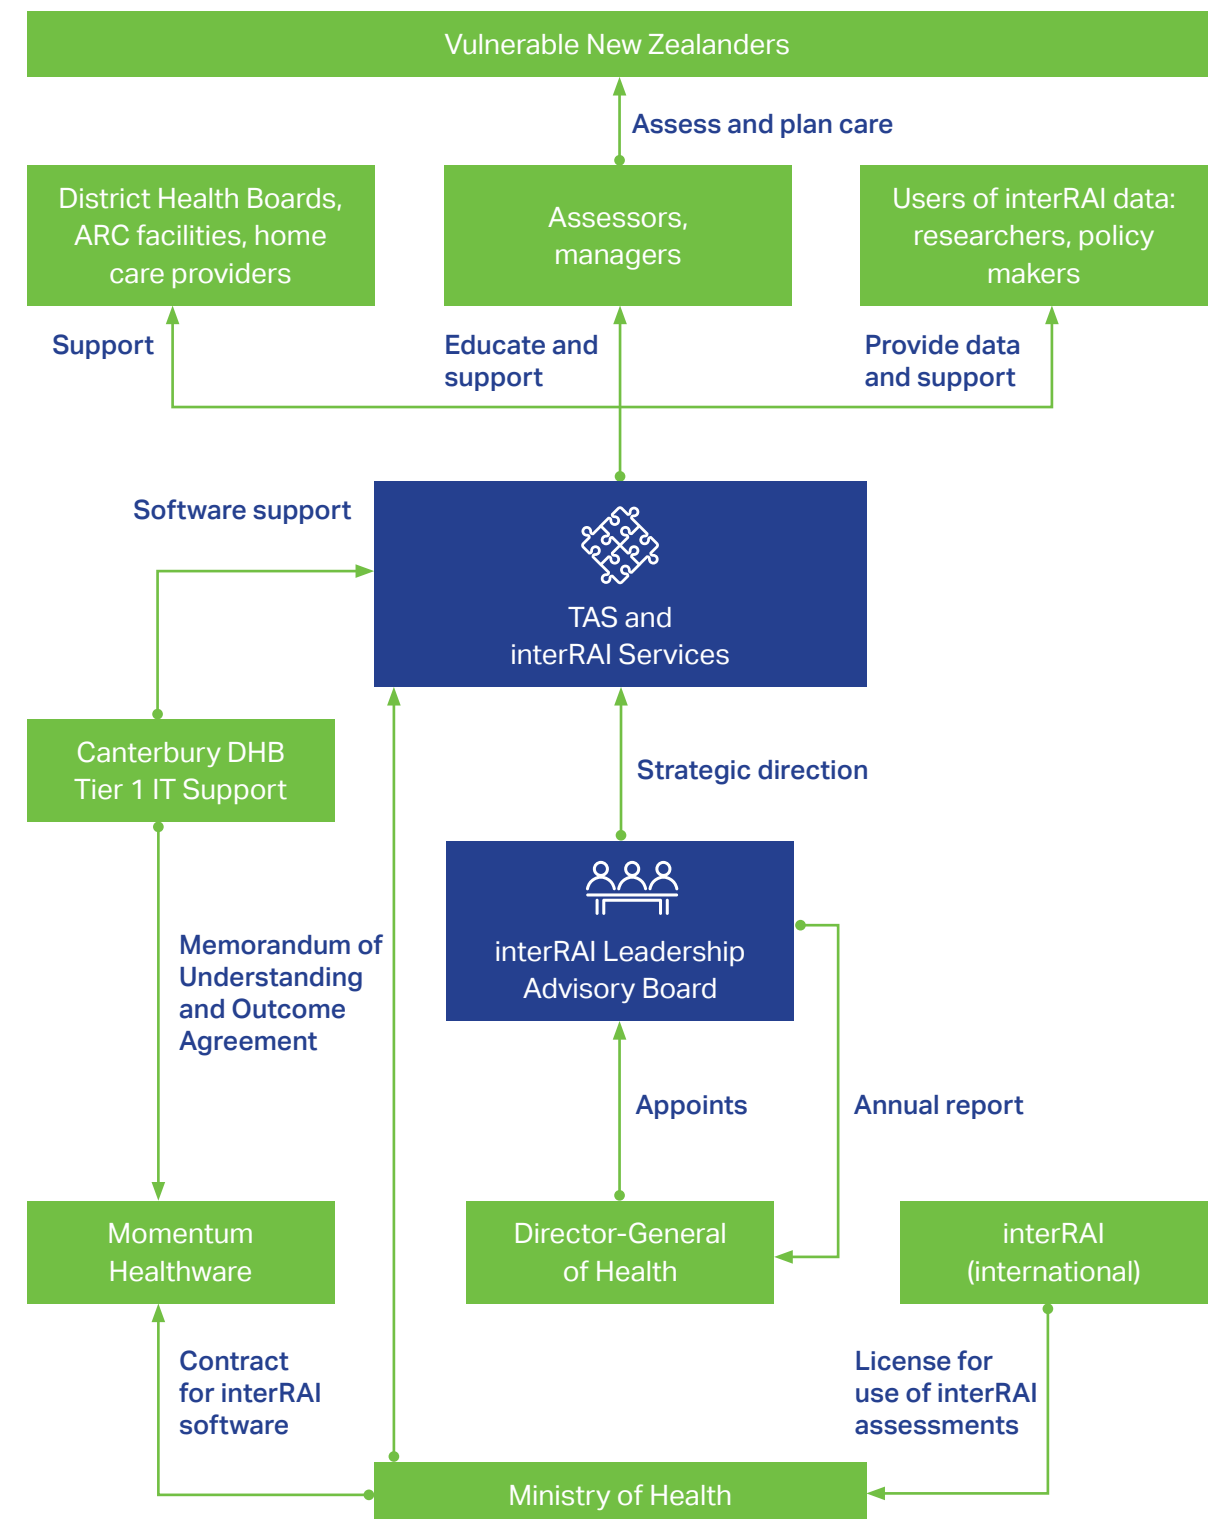 Vulnerable New Zealanders
Assess and plan care
District Health Boards,
ARC facilities, home
care providers
Assessors,
managers
Users of interRAI data:
researchers, policy
makers
Support
Educate and
support
Provide data
and support
Software support
TAS and
interRAI Services
Canterbury DHB
Tier 1 IT Support
Strategic direction
interRAI Leadership
Advisory Board
Memorandum of
Understanding
and Outcome
Agreement
Appoints
Annual report
Momentum
Healthware
Director-General
of Health
interRAI
(international)
Contract
for interRAI
software
License for
use of interRAI
assessments
Ministry of Health